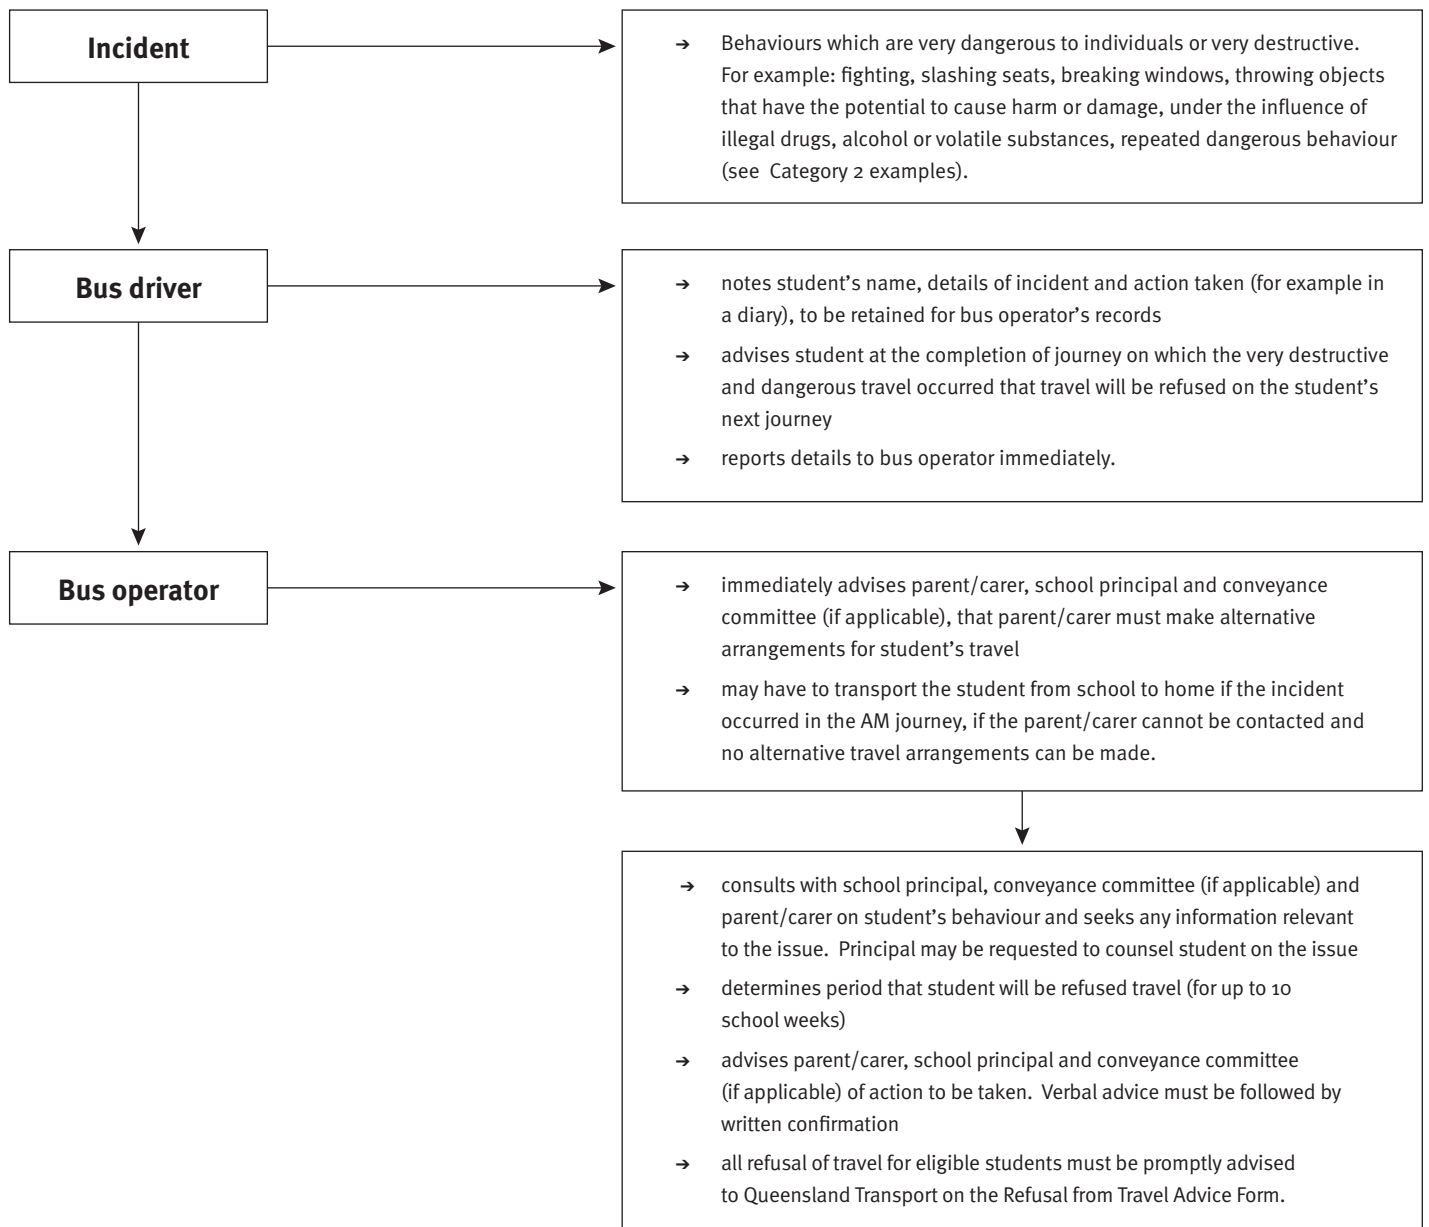 Incident
➔ Behaviours which are very dangerous to individuals or very destructive.
For example: fighting, slashing seats, breaking windows, throwing objects
that have the potential to cause harm or damage, under the influence of
illegal drugs, alcohol or volatile substances, repeated dangerous behaviour
(see  Category 2 examples).
Bus driver
➔ notes student’s name, details of incident and action taken (for example in
a diary), to be retained for bus operator’s records
➔ advises student at the completion of journey on which the very destructive
and dangerous travel occurred that travel will be refused on the student’s
next journey
➔ reports details to bus operator immediately.
Bus operator
➔ immediately advises parent/carer, school principal and conveyance
committee (if applicable), that parent/carer must make alternative
arrangements for student’s travel
➔ may have to transport the student from school to home if the incident
occurred in the AM journey, if the parent/carer cannot be contacted and
no alternative travel arrangements can be made.
➔ consults with school principal, conveyance committee (if applicable) and
parent/carer on student’s behaviour and seeks any information relevant
to the issue.  Principal may be requested to counsel student on the issue
➔ determines period that student will be refused travel (for up to 10
school weeks)
➔ advises parent/carer, school principal and conveyance committee
(if applicable) of action to be taken.  Verbal advice must be followed by
written confirmation
➔ all refusal of travel for eligible students must be promptly advised
to Queensland Transport on the Refusal from Travel Advice Form.